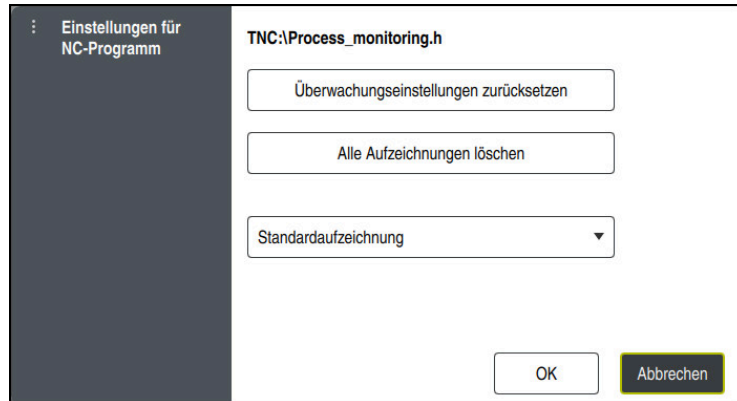 Einstellungen für
NC-Programm
TNC:\Process_monitoring.h
Überwachungseinstellungen zurücksetzen
Alle Aufzeichnungen löschen
Standardaufzeichnung
OK
Abbrechen